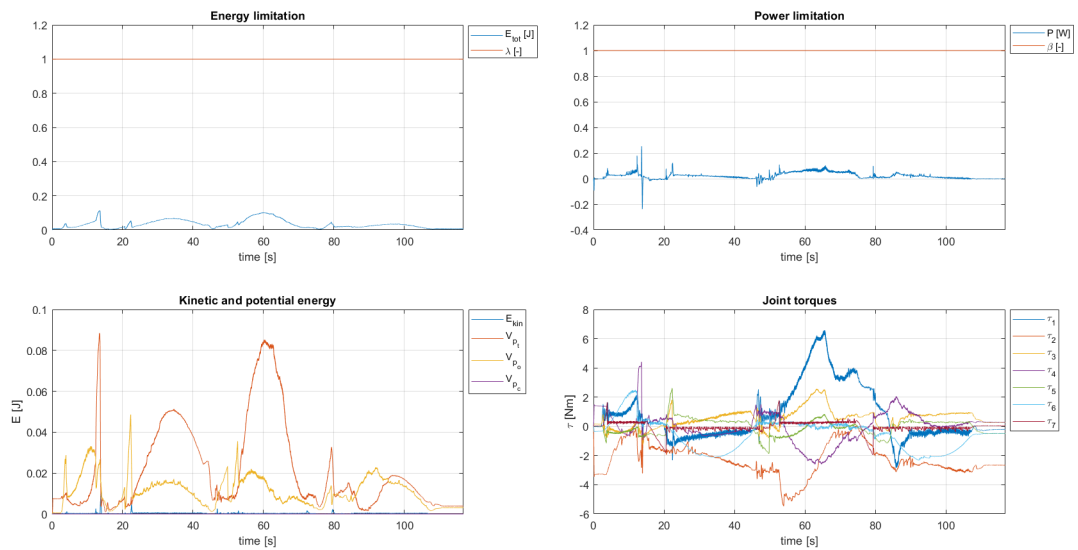 Energy limitation
1.2
1
0.8
0.6
0.4
0.2
0
0 20 40 60 80 100
time [s]
E_tot [J]
λ [-]
Power limitation
1.2
1
0.8
0.6
0.4
0.2
0
-0.2
-0.4
0 20 40 60 80 100
time [s]
P [W]
β [-]
Kinetic and potential energy
E [J]
0.1
0.08
0.06
0.04
0.02
0
0 20 40 60 80 100
time [s]
E_kin
V_p_t
V_p_o
V_p_c
Joint torques
τ [Nm]
8
6
4
2
0
-2
-4
-6
0 20 40 60 80 100
time [s]
τ_1
τ_2
τ_3
τ_4
τ_5
τ_6
τ_7